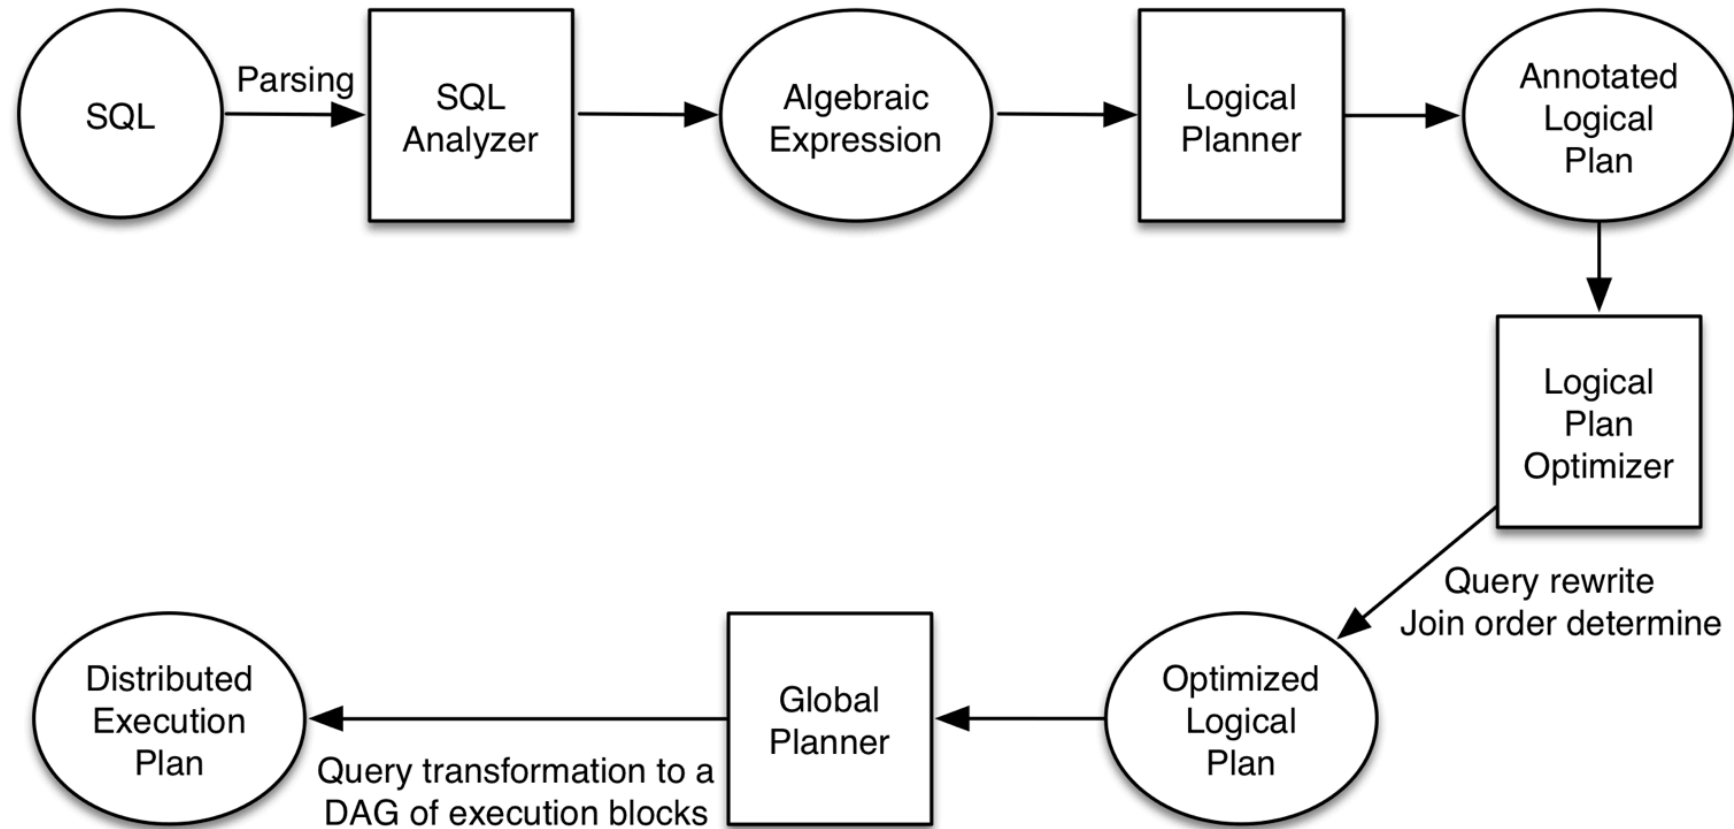 SQL
Parsing
SQL
Analyzer
Algebraic
Expression
Logical
Planner
Annotated
Logical
Plan
Logical
Plan
Optimizer
Query rewrite
Join order determine
Optimized
Logical
Plan
Global
Planner
Query transformation to a
DAG of execution blocks
Distributed
Execution
Plan